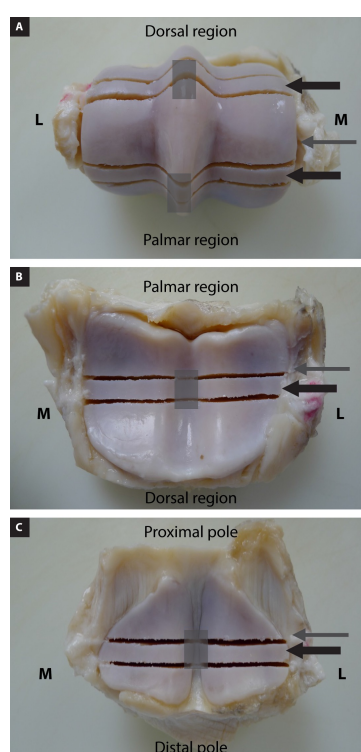 A
Dorsal region
L
M
Palmar region
B
Palmar region
M
L
Dorsal region
C
Proximal pole
M
L
Distal pole